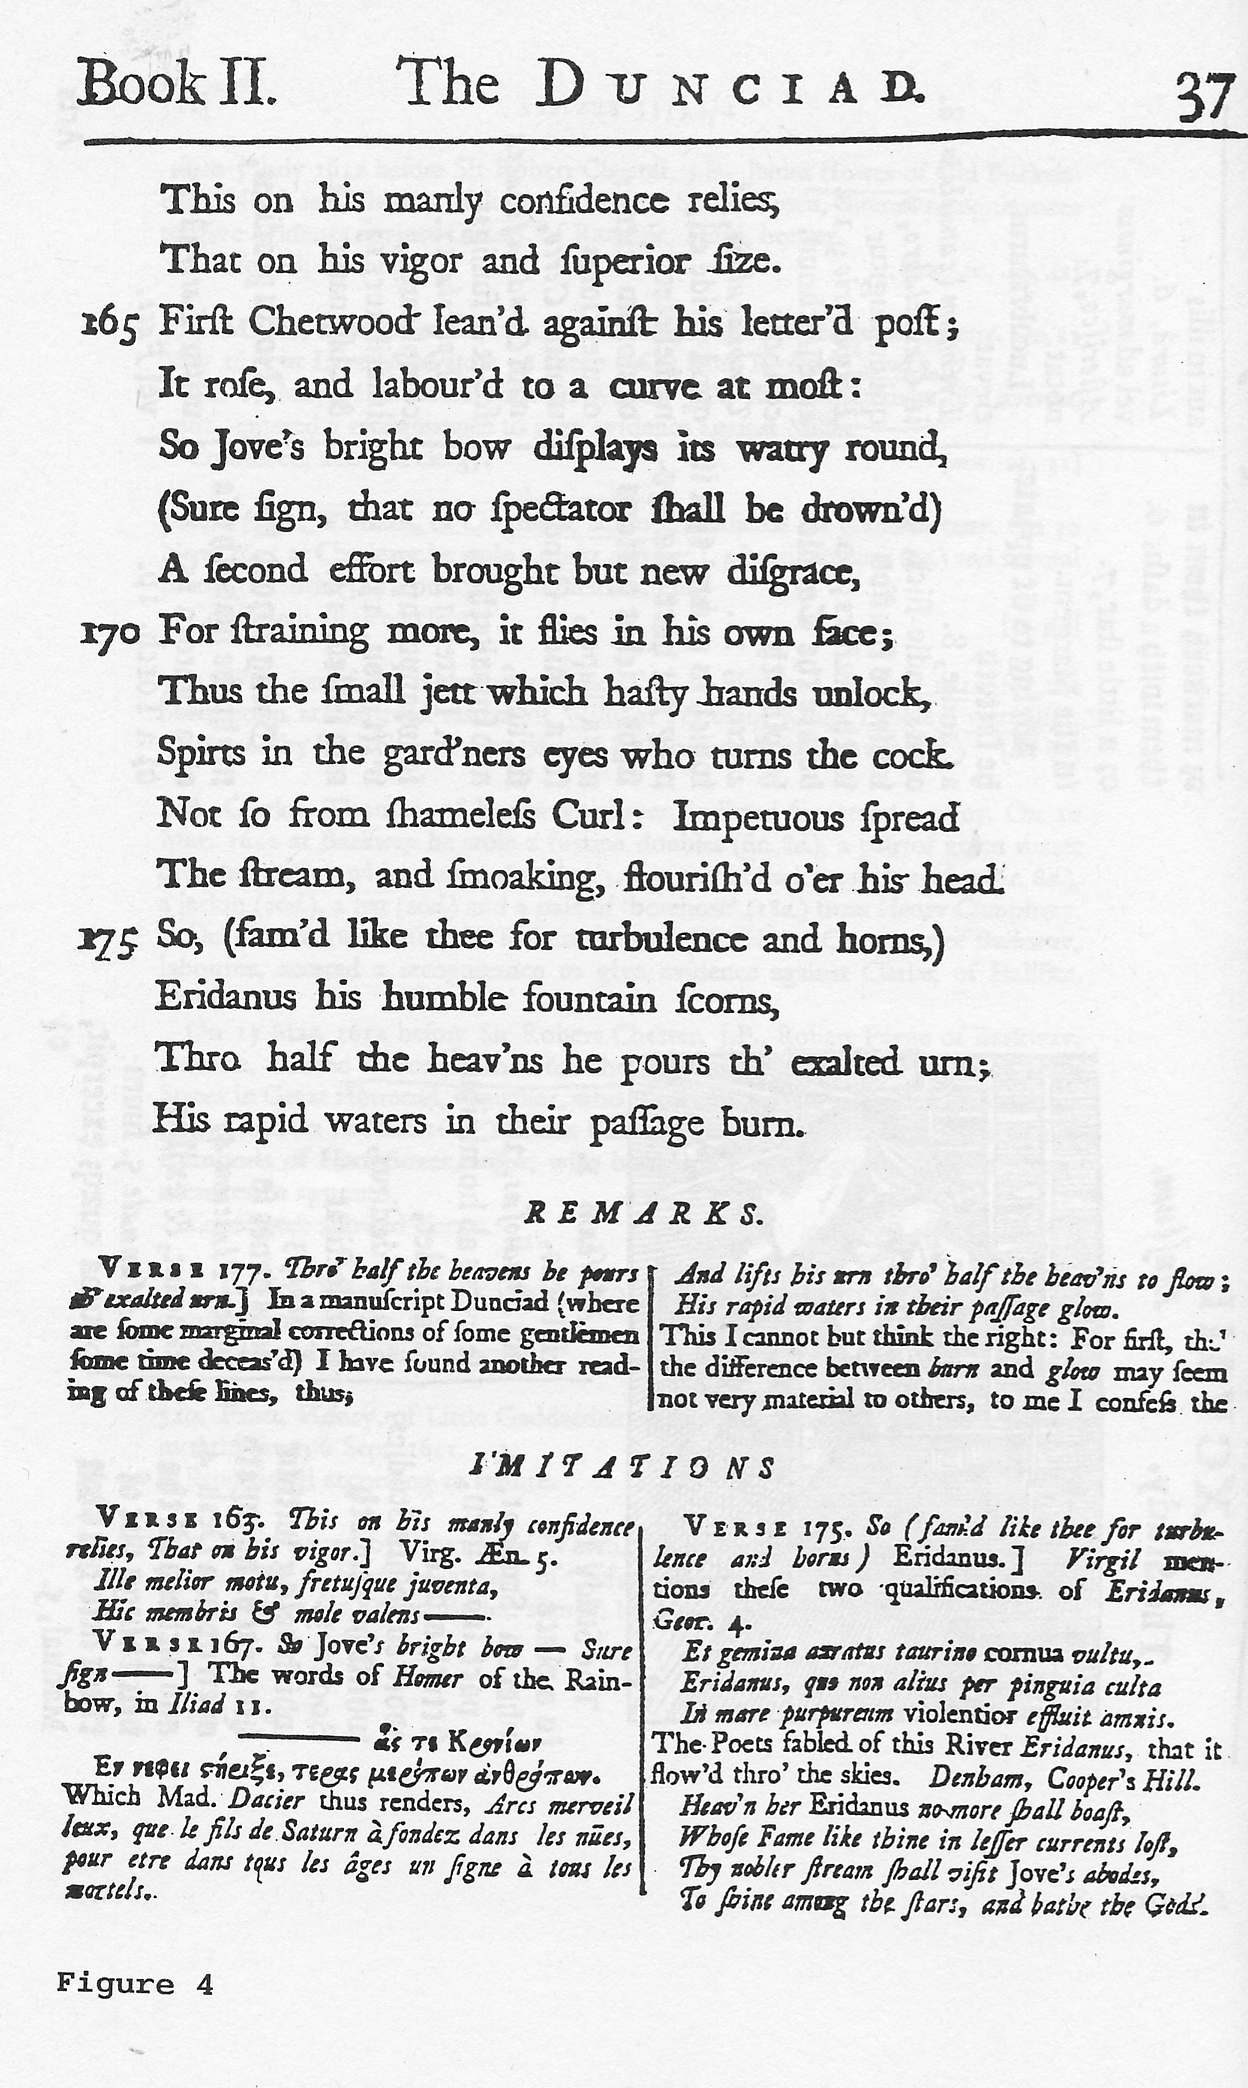 Book II. The DUNCIAD. 37
This on his manly confidence relies,
That on his vigor and ſuperior ſize.
165 Firſt Chetwood lean'd againſt his letter'd poſt;
It roſe, and labour'd to a curve at moſt:
So Jove's bright bow diſplays its watry round,
(Sure ſign, that no ſpectator ſhall be drown'd)
A ſecond effort brought but new diſgrace,
170 For ſtraining more, it flies in his own face;
Thus the ſmall jett which haſty hands unlock,
Spirts in the gard'ners eyes who turns the cock.
Not ſo from ſhameleſs Curl: Impetuous ſpread
The ſtream, and ſmoaking, flouriſh'd o'er his head.
175 So, (fam'd like thee for turbulence and horns,)
Eridanus his humble fountain ſcorns,
Thro half the heav'ns he pours th' exalted urn;
His rapid waters in their paſſage burn.
REMARKS.
VERSE 177. Thro' half the heavens he pours
th' exalted urn.] In a manuſcript Dunciad (where
are ſome marginal corrections of ſome gentlemen
ſome time deceas'd) I have found another read-
ing of theſe lines, thus;
And lifts his urn thro' half the heav'ns to flow;
His rapid waters in their paſſage glow.
This I cannot but think the right: For firſt, tho'
the difference between burn and glow may ſeem
not very material to others, to me I confeſs the
IMITATIONS
VERSE 163. This on his manly confidence
relies, That on his vigor.] Virg. Æn. 5.
Ille melior motu, fretuſque juventa,
Hic membris & mole valens——.
VERSE 167. So Jove's bright bow — Sure
ſign——] The words of Homer of the Rain-
bow, in Iliad 11.
—— ἇς τε Κρονίων
Εν νεφεϊ στήριξε, τερας μερόπων ἀνθρώπων.
Which Mad. Dacier thus renders, Arcs merveil
leux, que le fils de Saturn à fondez dans les nües,
pour etre dans tous les âges un ſigne à tous les
mortels.
VERSE 175. So (fam'd like thee for turbu-
lence and horns) Eridanus.] Virgil men-
tions theſe two qualifications of Eridanus,
Geor. 4.
Et gemina auratus taurino cornua vultu,
Eridanus, quo non alius per pinguia culta
In mare purpureum violentior effluit amnis.
The Poets fabled of this River Eridanus, that it
flow'd thro' the skies. Denham, Cooper's Hill.
Heav'n her Eridanus no more ſhall boaſt,
Whoſe Fame like thine in leſſer currents loſt,
Thy nobler ſtream ſhall viſit Jove's abodes,
To ſhine among the ſtars, and bathe the Gods.
Figure 4